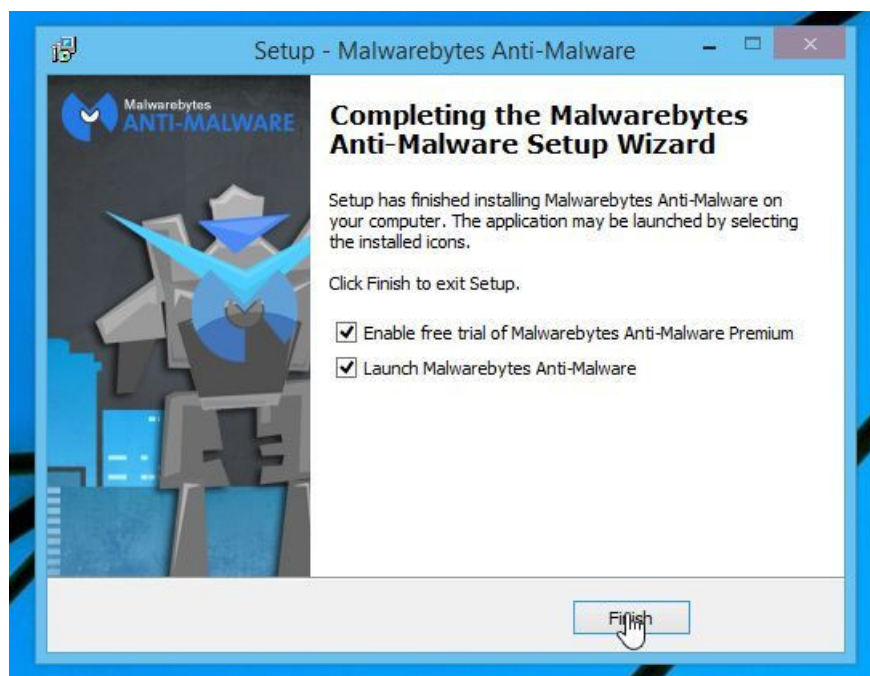 Setup - Malwarebytes Anti-Malware
Malwarebytes
ANTI-MALWARE
Completing the Malwarebytes
Anti-Malware Setup Wizard
Setup has finished installing Malwarebytes Anti-Malware on
your computer. The application may be launched by selecting
the installed icons.
Click Finish to exit Setup.
Enable free trial of Malwarebytes Anti-Malware Premium
Launch Malwarebytes Anti-Malware
Finish